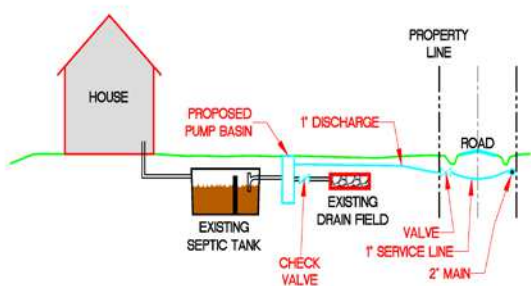 PROPERTY
LINE
HOUSE
PROPOSED
PUMP BASIN
1" DISCHARGE
ROAD
EXISTING
SEPTIC TANK
EXISTING
DRAIN FIELD
CHECK
VALVE
VALVE
1" SERVICE LINE
2" MAIN